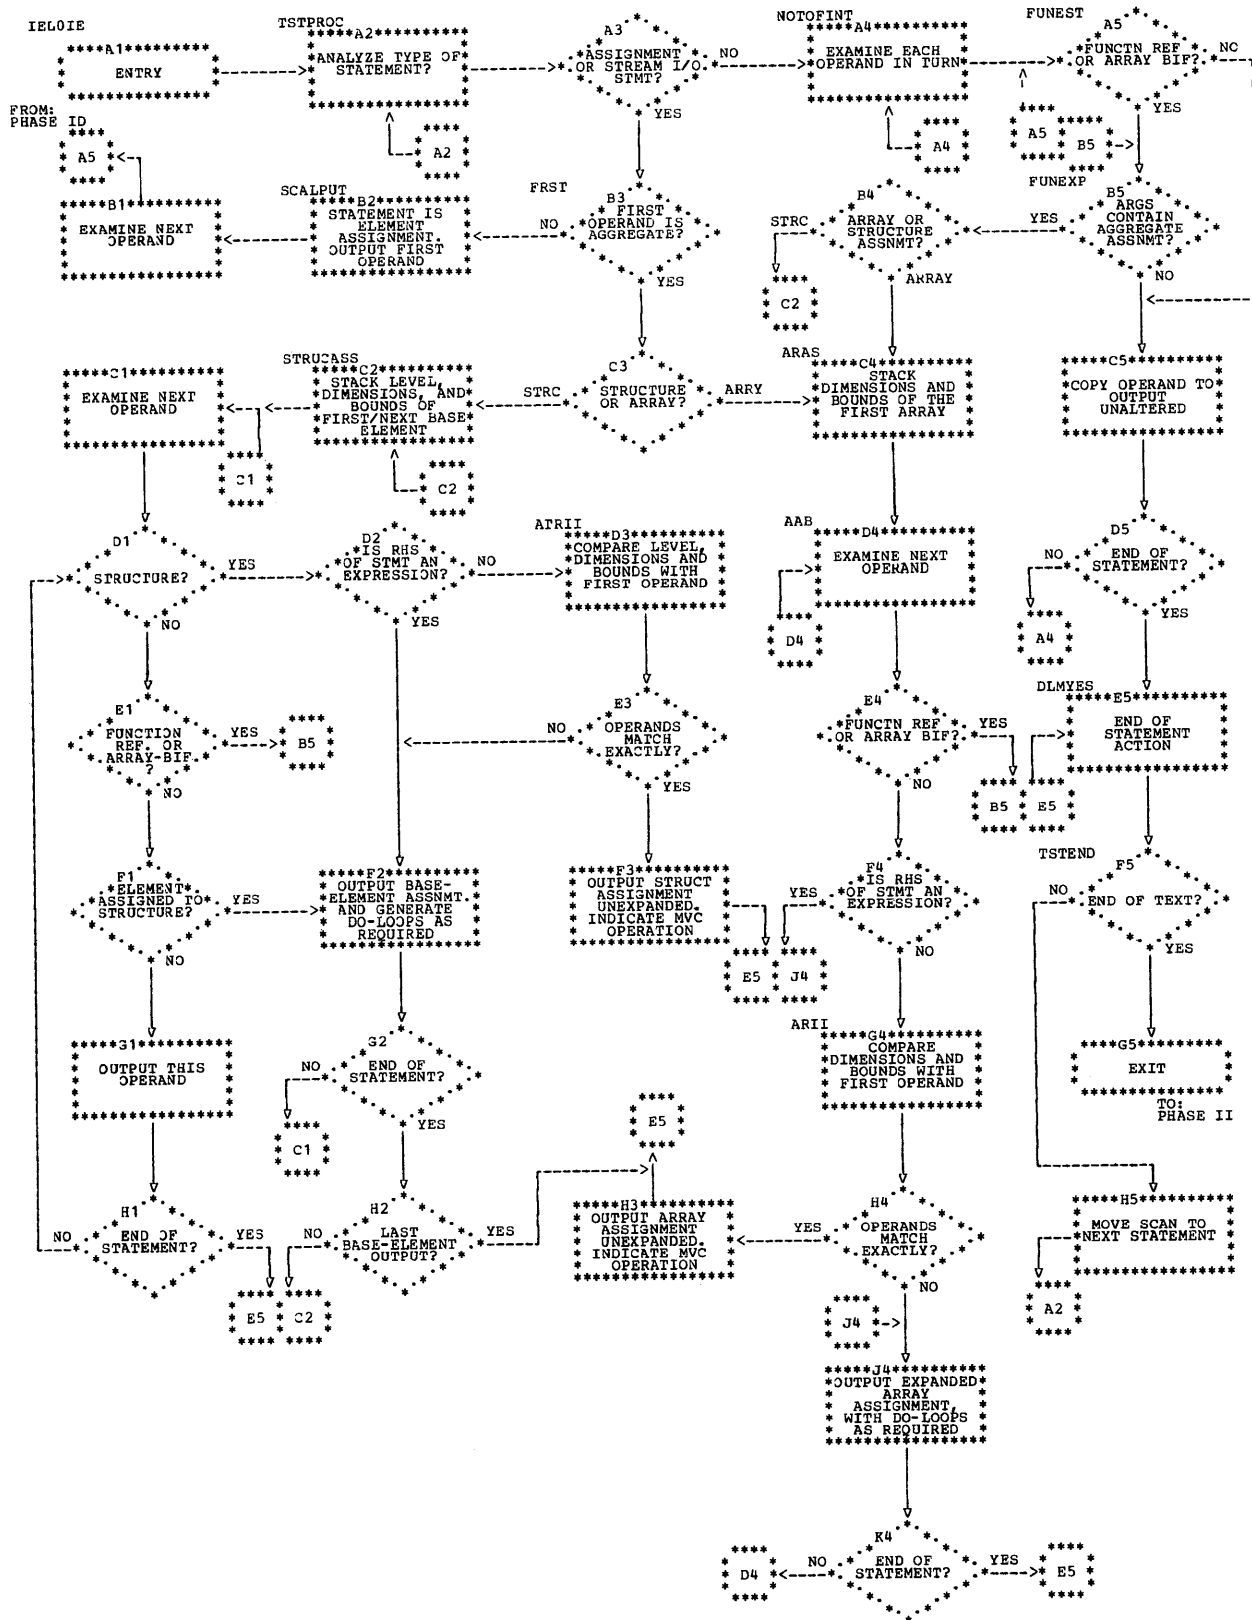 IEL0IE
A1
ENTRY
FROM:
PHASE ID
TSTPROC
A2
ANALYZE TYPE OF
STATEMENT?
A2
A3
ASSIGNMENT
OR STREAM I/O
STMT?
NO
YES
NOTOFINT
A4
EXAMINE EACH
OPERAND IN TURN
A4
FUNEST
A5
FUNCTN REF
OR ARRAY BIF?
NO
YES
A5
B5
A5
B1
EXAMINE NEXT
OPERAND
SCALPUT
B2
STATEMENT IS
ELEMENT
ASSIGNMENT.
OUTPUT FIRST
OPERAND
FRST
B3
FIRST
OPERAND IS
AGGREGATE?
NO
YES
B4
ARRAY OR
STRUCTURE
ASSNMT?
STRC
ARRAY
C2
FUNEXP
B5
ARGS
CONTAIN
AGGREGATE
ASSNMT?
YES
NO
C1
EXAMINE NEXT
OPERAND
C1
STRUCASS
C2
STACK LEVEL,
DIMENSIONS, AND
BOUNDS OF
FIRST/NEXT BASE
ELEMENT
C2
C3
STRUCTURE
OR ARRAY?
STRC
ARRY
ARAS
C4
STACK
DIMENSIONS AND
BOUNDS OF THE
FIRST ARRAY
C5
COPY OPERAND TO
OUTPUT
UNALTERED
D1
STRUCTURE?
YES
NO
D2
IS RHS
OF STMT AN
EXPRESSION?
NO
YES
ATRII
D3
COMPARE LEVEL,
DIMENSIONS AND
BOUNDS WITH
FIRST OPERAND
AAB
D4
EXAMINE NEXT
OPERAND
D4
D5
END OF
STATEMENT?
NO
YES
A4
E1
FUNCTION
REF. OR
ARRAY-BIF
?
YES
NO
B5
E3
OPERANDS
MATCH
EXACTLY?
NO
YES
E4
FUNCTN REF
OR ARRAY BIF?
YES
NO
B5
E5
DLMYES
E5
END OF
STATEMENT
ACTION
F1
ELEMENT
ASSIGNED TO
STRUCTURE?
YES
NO
F2
OUTPUT BASE-
ELEMENT ASSNMT.
AND GENERATE
DO-LOOPS AS
REQUIRED
F3
OUTPUT STRUCT
ASSIGNMENT
UNEXPANDED.
INDICATE MVC
OPERATION
E5
J4
F4
IS RHS
OF STMT AN
EXPRESSION?
YES
NO
TSTEND
F5
END OF TEXT?
NO
YES
G1
OUTPUT THIS
OPERAND
G2
END OF
STATEMENT?
NO
YES
C1
ARII
G4
COMPARE
DIMENSIONS AND
BOUNDS WITH
FIRST OPERAND
G5
EXIT
TO:
PHASE II
E5
H1
END OF
STATEMENT?
NO
YES
E5
C2
H2
LAST
BASE-ELEMENT
OUTPUT?
NO
YES
H3
OUTPUT ARRAY
ASSIGNMENT
UNEXPANDED.
INDICATE MVC
OPERATION
H4
OPERANDS
MATCH
EXACTLY?
YES
NO
H5
MOVE SCAN TO
NEXT STATEMENT
A2
J4
J4
OUTPUT EXPANDED
ARRAY
ASSIGNMENT,
WITH DO-LOOPS
AS REQUIRED
K4
END OF
STATEMENT?
NO
YES
D4
E5